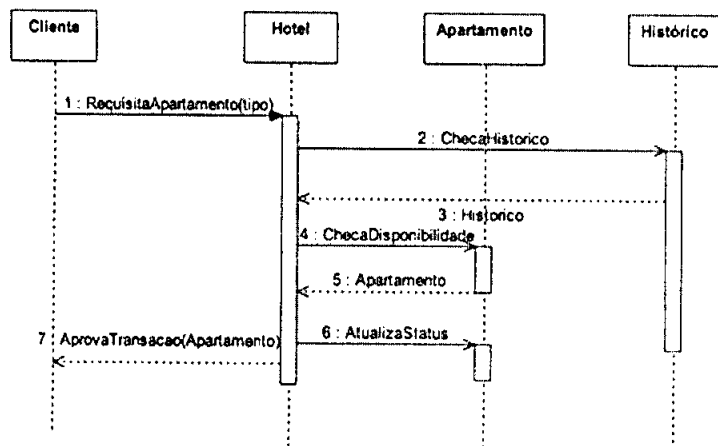 Cliente
Hotel
Apartamento
Histórico
1 : RequisitaApartamento(tipo)
2 : ChecaHistorico
3 : Historico
4 : ChecaDisponibilidade
5 : Apartamento
6 : AtualizaStatus
7 : AprovaTransacao(Apartamento)